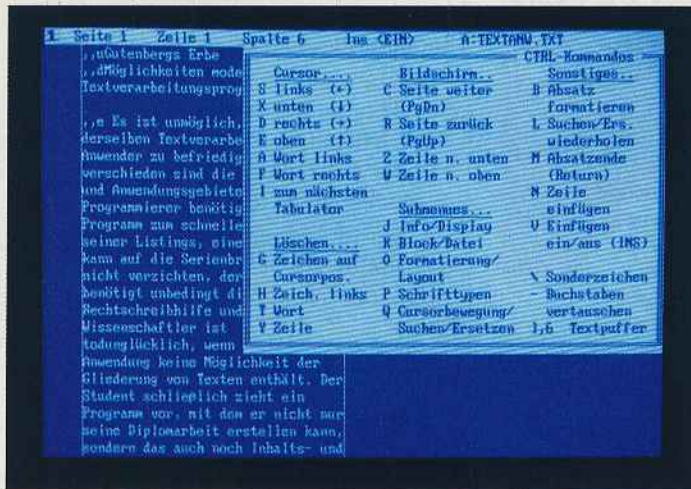 1 Seite 1 Zeile 1 Spalte 6 Ins (EIN) A:TEXTANW.TXT
,,uGutenbergs Erbe
,,dMöglichkeiten mode
Textverarbeitungsprog
,,e Es ist unmöglich,
derselben Textverarbe
Anwender zu befriedig
verschieden sind die
und Anwendungsgebiete
Programmierer benötig
Programm zum schnelle
seiner Listings, eine
kann auf die Serienbr
nicht verzichten, der
benötigt unbedingt di
Rechtschreibhilfe und
Wissenschaftler ist
todunglücklich, wenn
Anwendung keine Möglichkeit der
Gliederung von Texten enthält. Der
Student schließlich zieht ein
Programm vor, mit dem er nicht nur
seine Diplomarbeit erstellen kann,
sondern das auch noch Inhalts- und
CTRL-Kommandos
Cursor....
S links (←)
X unten (↓)
D rechts (→)
E oben (↑)
A Wort links
F Wort rechts
I zum nächsten
Tabulator
Löschen....
G Zeichen auf
Cursorpos.
H Zeich. links
T Wort
Y Zeile
Bildschirm..
C Seite weiter
(PgDn)
R Seite zurück
(PgUp)
Z Zeile n. unten
W Zeile n. oben
Submenues...
J Info/Display
K Block/Datei
O Formatierung/
Layout
P Schrifttypen
Q Cursorbewegung/
Suchen/Ersetzen
Sonstiges..
B Absatz
formatieren
L Suchen/Ers.
wiederholen
M Absatzende
(Return)
N Zeile
einfügen
V Einfügen
ein/aus (INS)
\ Sonderzeichen
Buchstaben
vertauschen
1,6 Textpuffer